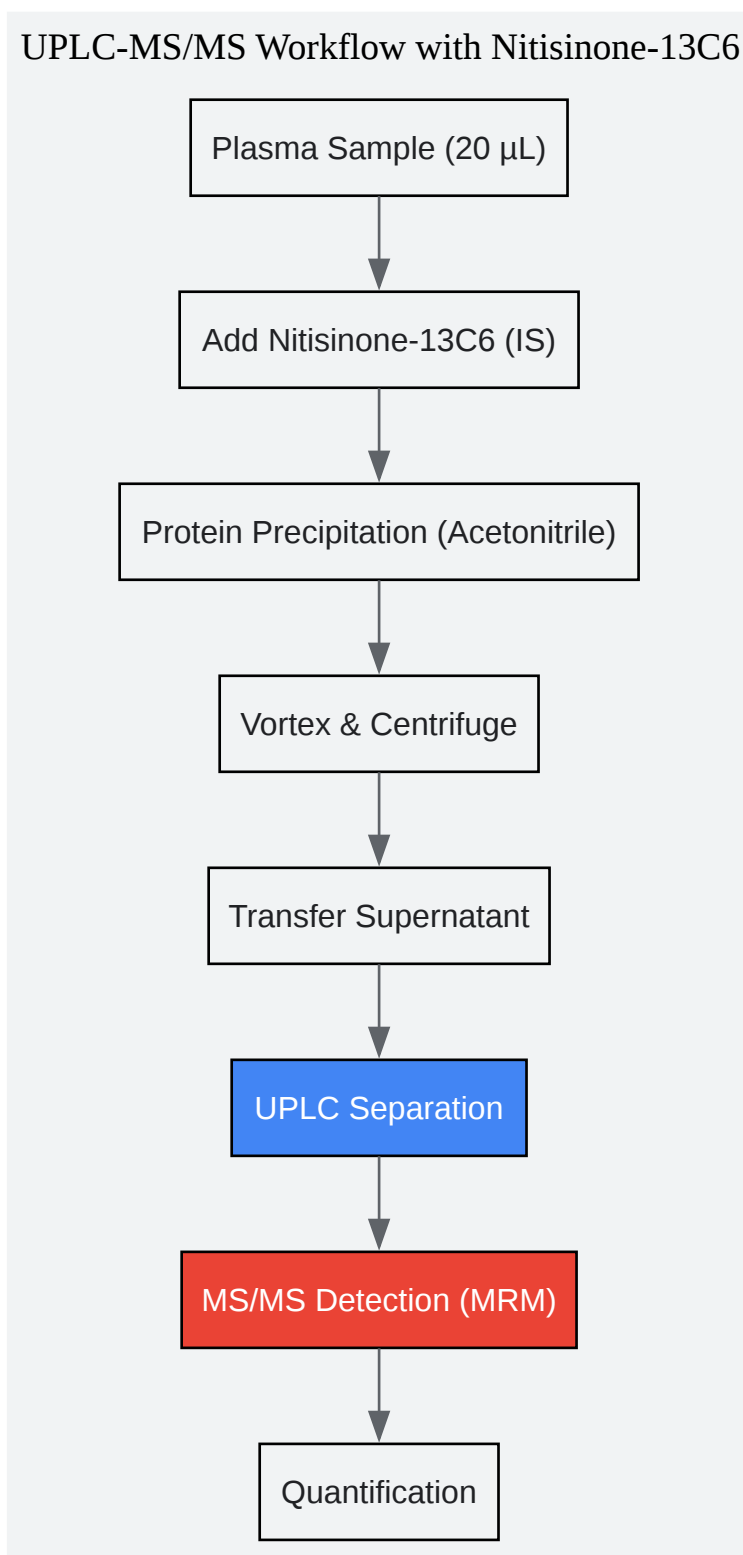 UPLC-MS/MS Workflow with Nitisinone-13C6
Plasma Sample (20 µL)
Add Nitisinone-13C6 (IS)
Protein Precipitation (Acetonitrile)
Vortex & Centrifuge
Transfer Supernatant
UPLC Separation
MS/MS Detection (MRM)
Quantification